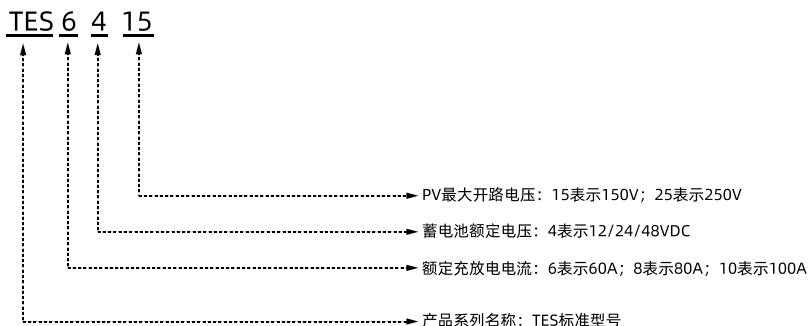 TES 6 4 15
PV最大开路电压：15表示150V；25表示250V
蓄电池额定电压：4表示12/24/48VDC
额定充放电电流：6表示60A；8表示80A；10表示100A
产品系列名称：TES标准型号